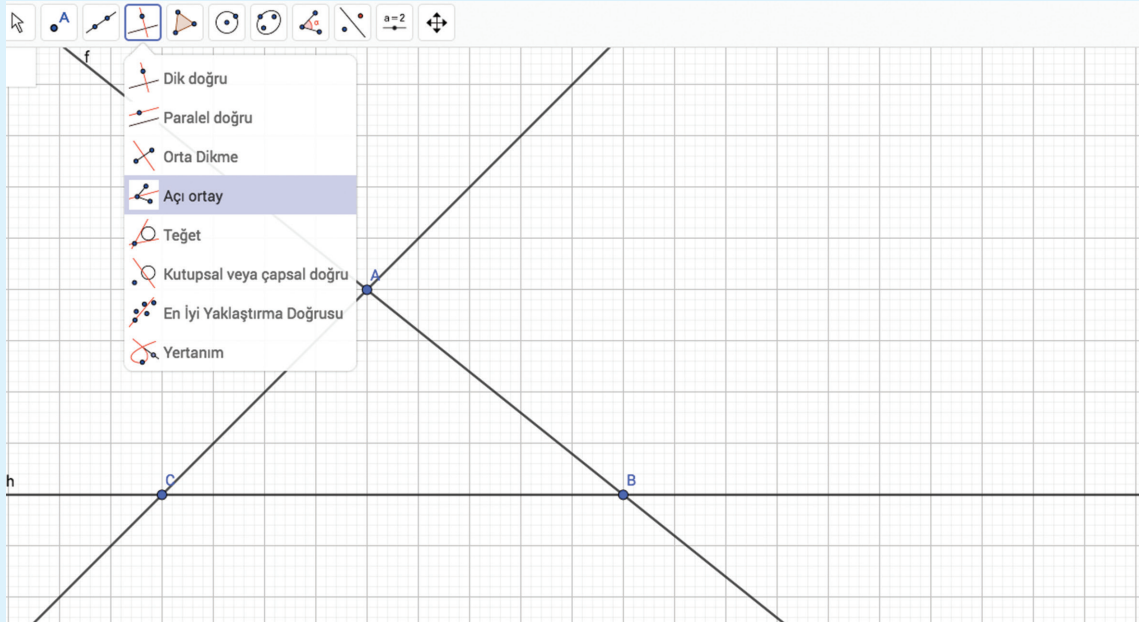 A
a=2
f
Dik doğru
Paralel doğru
Orta Dikme
Açı ortay
Teğet
Kutupsal veya çapsal doğru
En İyi Yaklaştırma Doğrusu
Yertanım
A
C
B
h